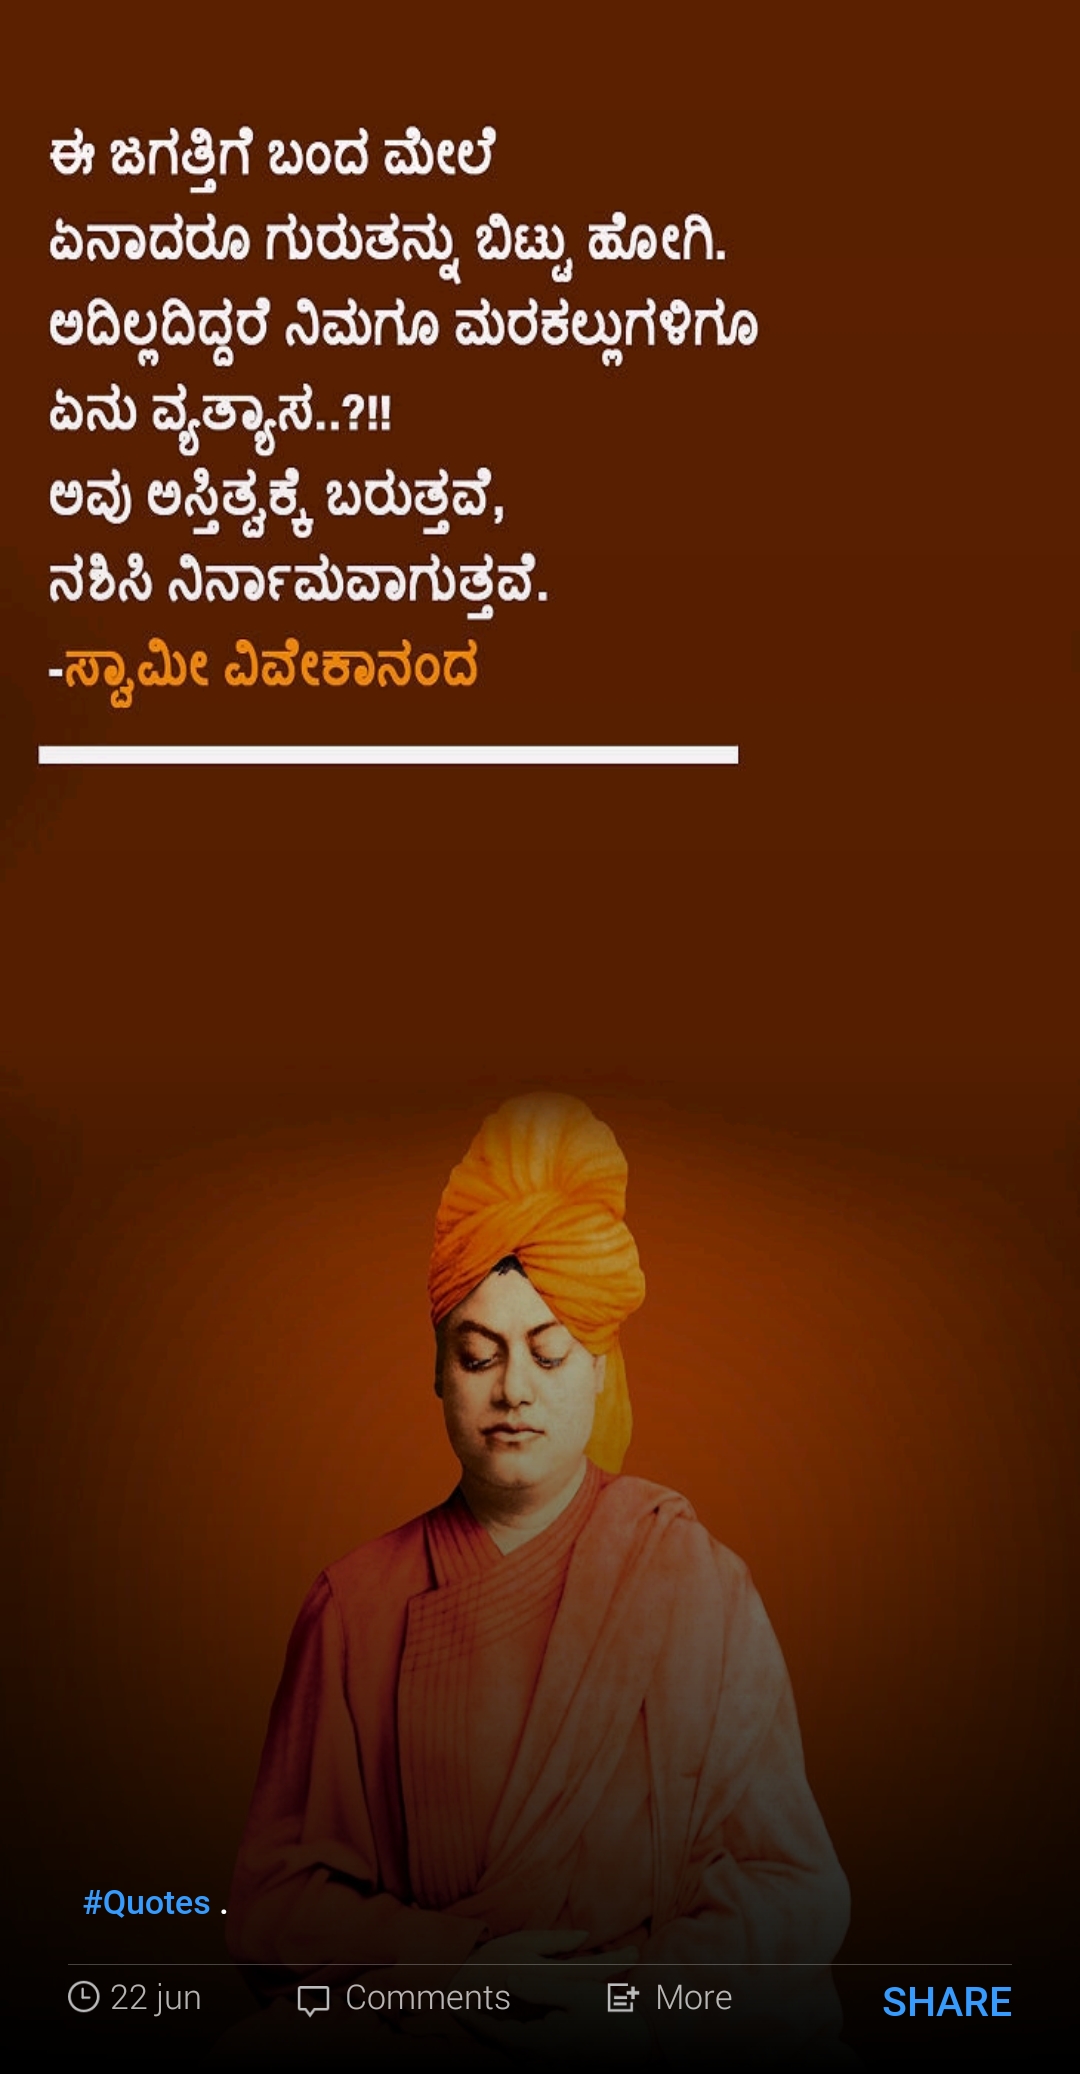 ಈ ಜಗತ್ತಿಗೆ ಬಂದ ಮೇಲೆ
ಏನಾದರೂ ಗುರುತನ್ನು ಬಿಟ್ಟು ಹೋಗಿ.
ಅದಿಲ್ಲದಿದ್ದರೆ ನಿಮಗೂ ಮರಕಲ್ಲುಗಳಿಗೂ
ಏನು ವ್ಯತ್ಯಾಸ..?!!
ಅವು ಅಸ್ತಿತ್ವಕ್ಕೆ ಬರುತ್ತವೆ,
ನಶಿಸಿ ನಿರ್ನಾಮವಾಗುತ್ತವೆ.
-ಸ್ವಾಮೀ ವಿವೇಕಾನಂದ
#Quotes .
22 jun Comments More SHARE